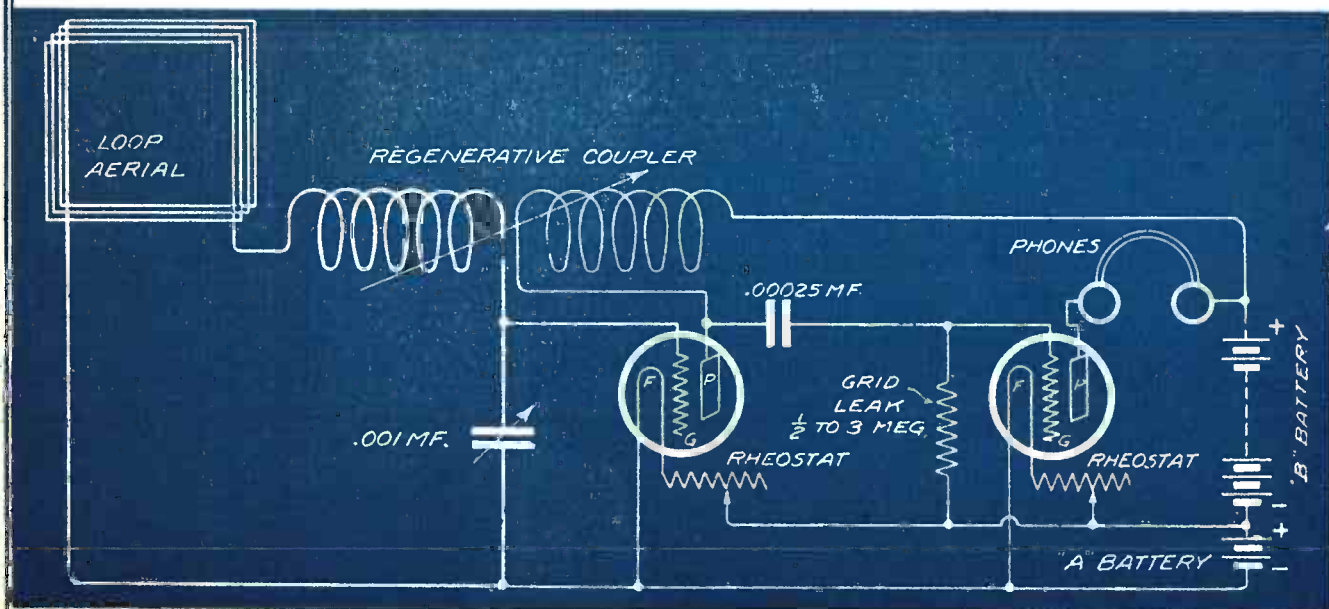 LOOP
AERIAL
REGENERATIVE COUPLER
PHONES
.00025 MF.
F
P
G
GRID
LEAK
½ TO 3 MEG.
F
P
G
.001 MF.
RHEOSTAT
RHEOSTAT
+
"B" BATTERY
-
+
"A" BATTERY
-